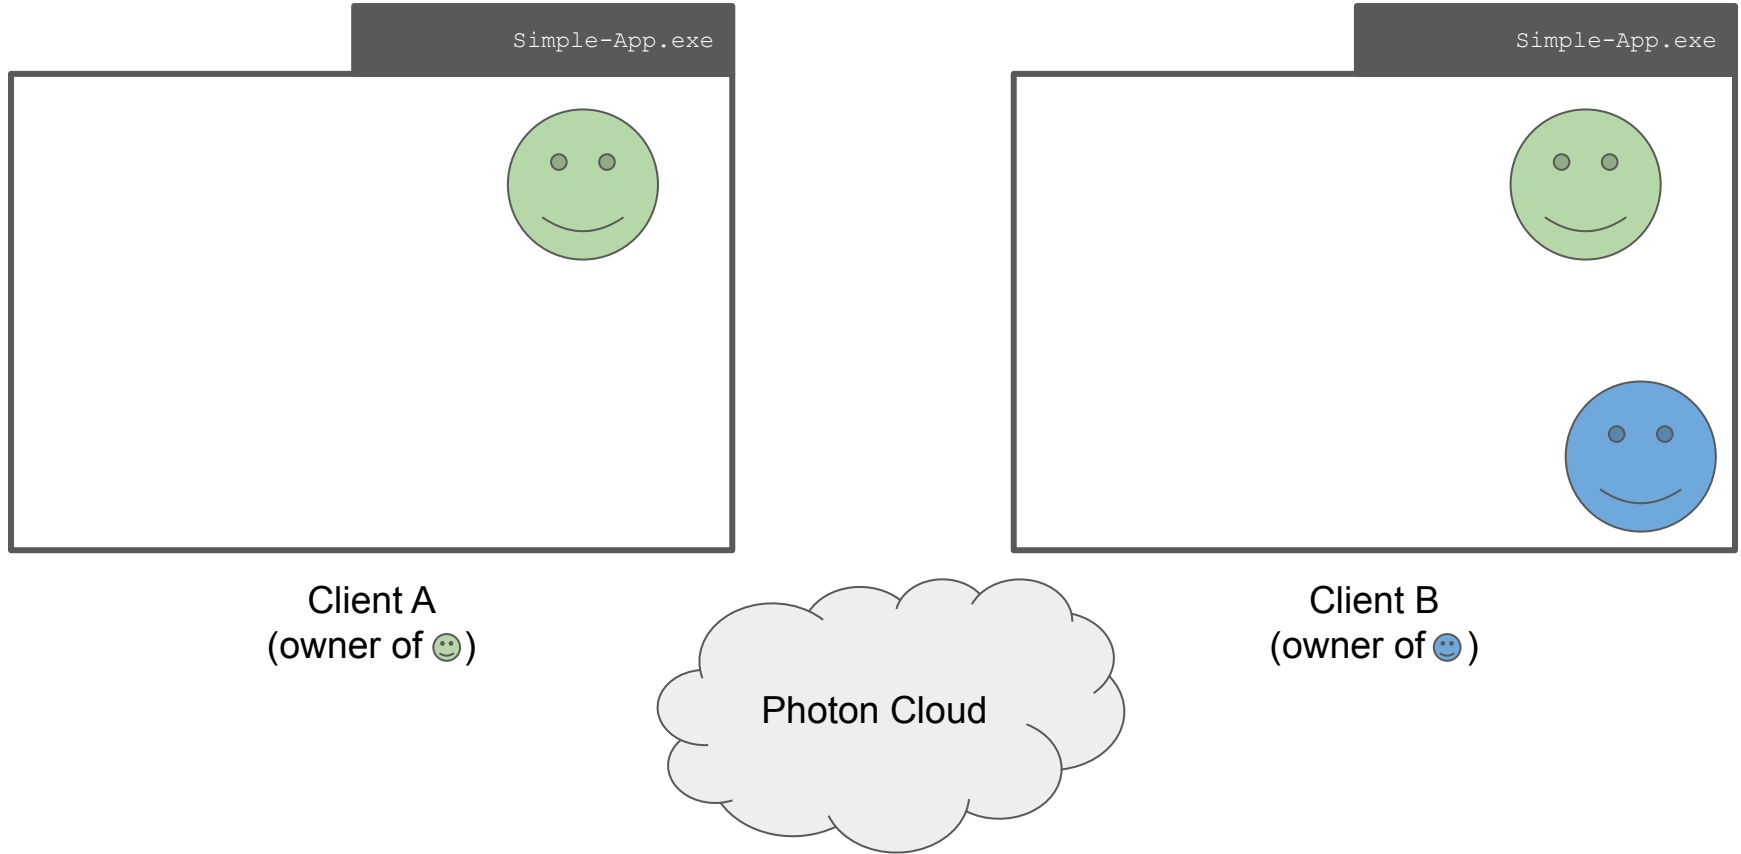 Simple-App.exe
Simple-App.exe
Client A
(owner of )
Client B
(owner of )
Photon Cloud